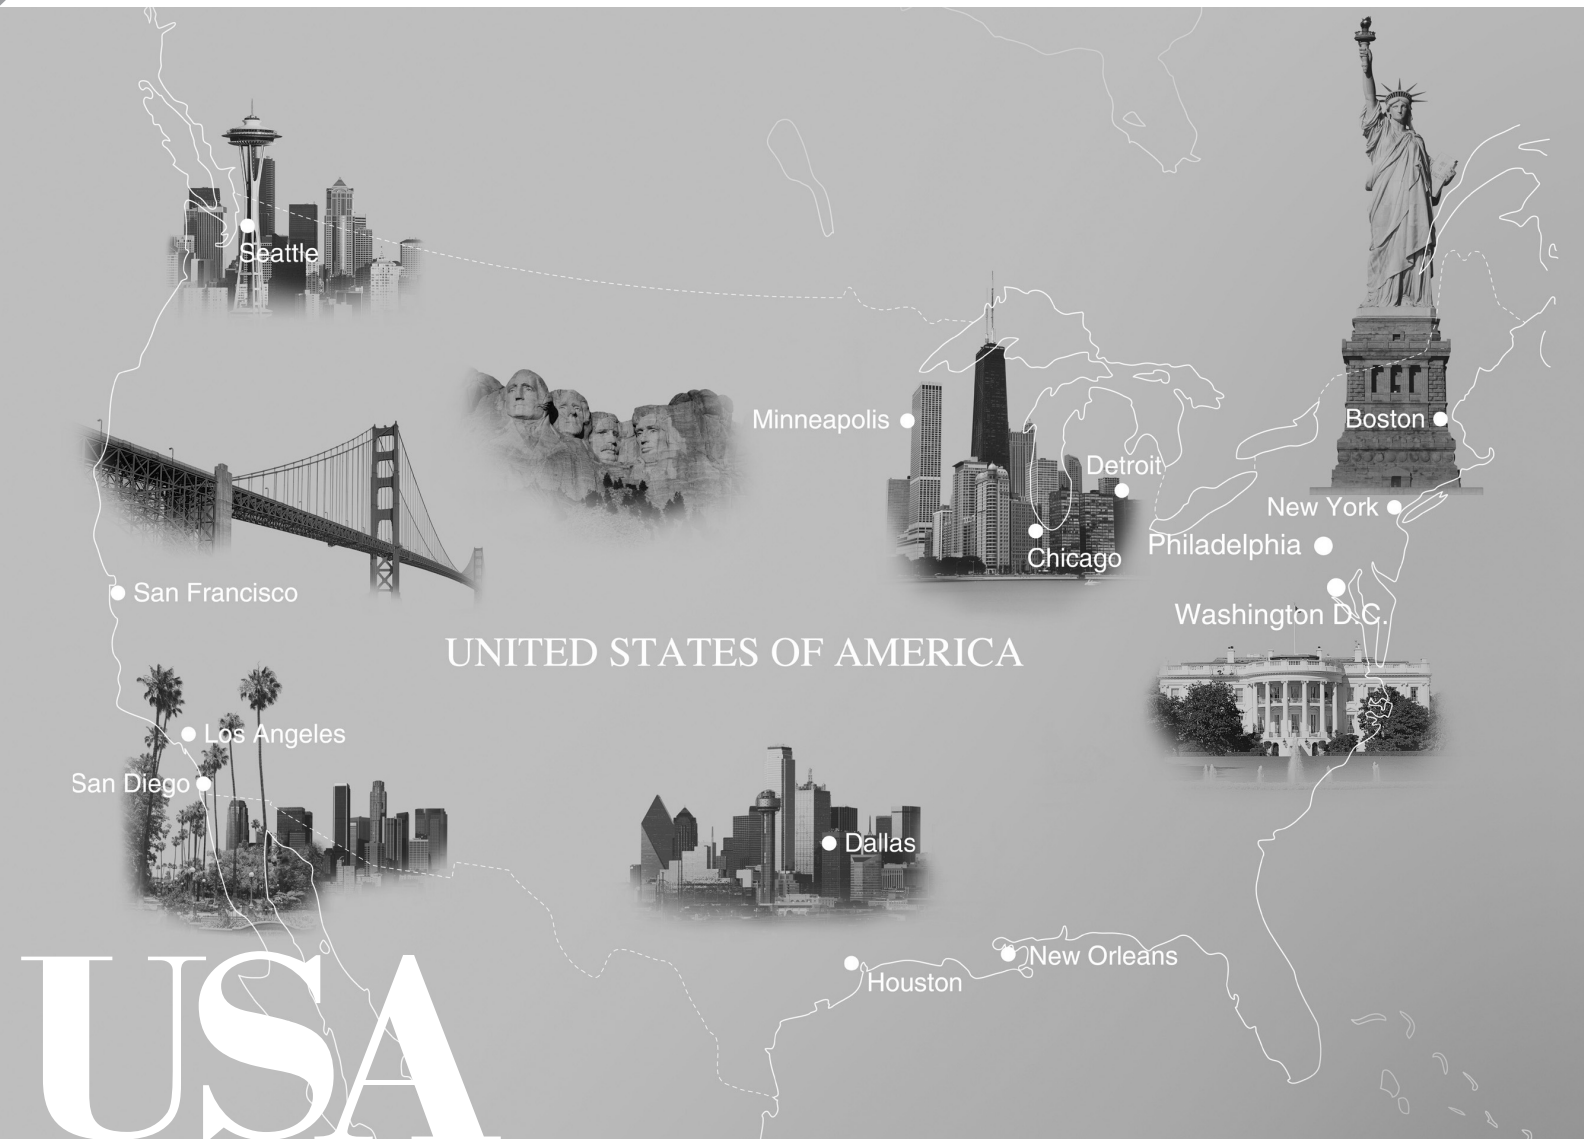 Seattle
Minneapolis
Boston
Detroit
New York
Philadelphia
Chicago
San Francisco
Washington D.C.
UNITED STATES OF AMERICA
Los Angeles
San Diego
Dallas
New Orleans
Houston
USA